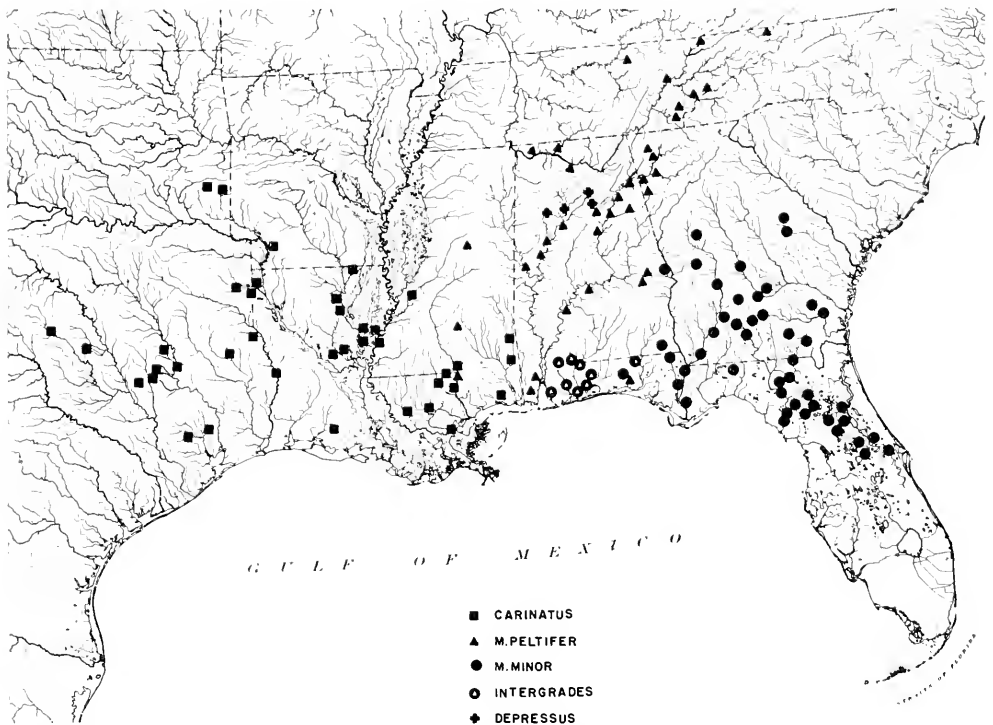 GULF OF MEXICO
CARINATUS
M.PELTIFER
M.MINOR
INTERGRADES
DEPRESSUS